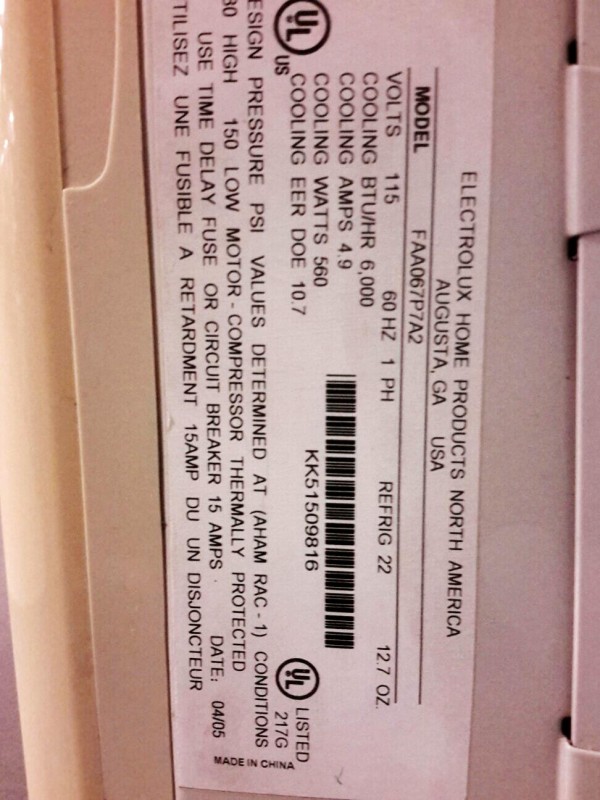 ELECTROLUX HOME PRODUCTS NORTH AMERICA
AUGUSTA, GA USA
MODEL FAA067P7A2
VOLTS 115 60 HZ 1 PH REFRIG 22 12.7 OZ.
COOLING BTU/HR 6,000
COOLING AMPS 4.9
COOLING WATTS 560
COOLING EER DOE 10.7
KK51509816
UL US
UL LISTED
217G
ESIGN PRESSURE PSI VALUES DETERMINED AT (AHAM RAC - 1) CONDITIONS
80 HIGH 150 LOW MOTOR - COMPRESSOR THERMALLY PROTECTED
USE TIME DELAY FUSE OR CIRCUIT BREAKER 15 AMPS . DATE: 04/05
TILISEZ UNE FUSIBLE A RETARDMENT 15AMP DU UN DISJONCTEUR
MADE IN CHINA